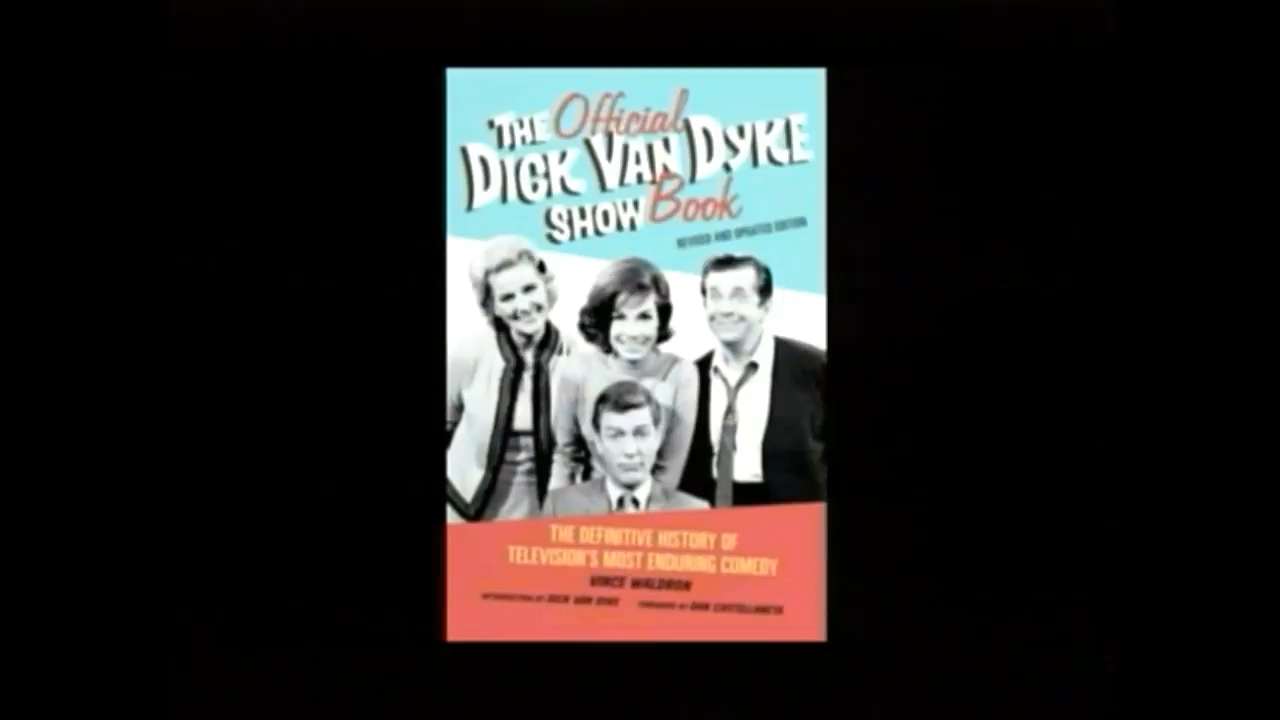 THE Official
DICK VAN DYKE
SHOW Book
REVISED AND UPDATED EDITION
THE DEFINITIVE HISTORY OF
TELEVISION'S MOST ENDURING COMEDY
VINCE WALDRON
INTRODUCTION BY DICK VAN DYKE FOREWORD BY DAN CASTELLANETA